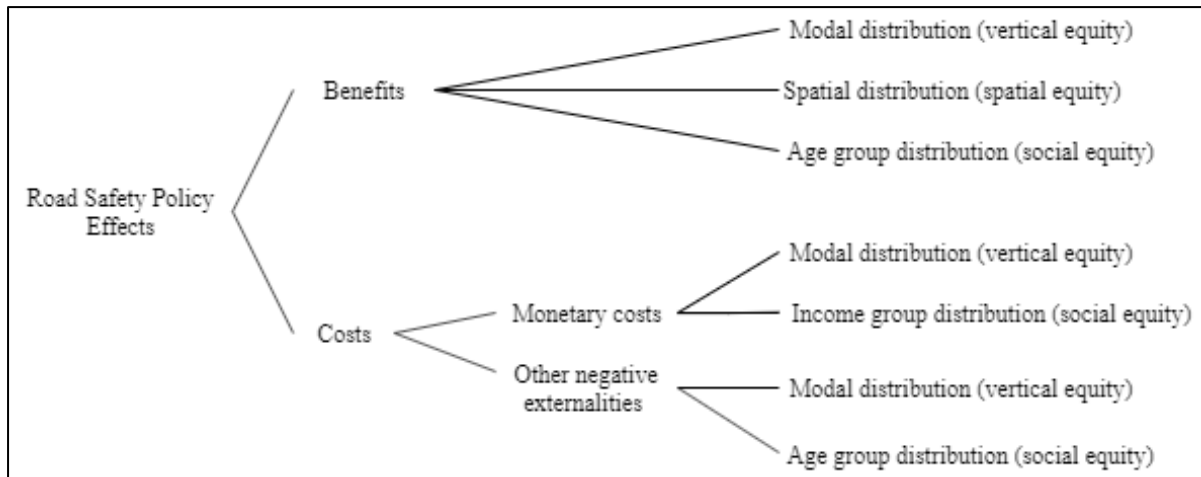 Modal distribution (vertical equity)
Benefits
Spatial distribution (spatial equity)
Age group distribution (social equity)
Road Safety Policy
Effects
Modal distribution (vertical equity)
Monetary costs
Income group distribution (social equity)
Costs
Other negative
externalities
Modal distribution (vertical equity)
Age group distribution (social equity)